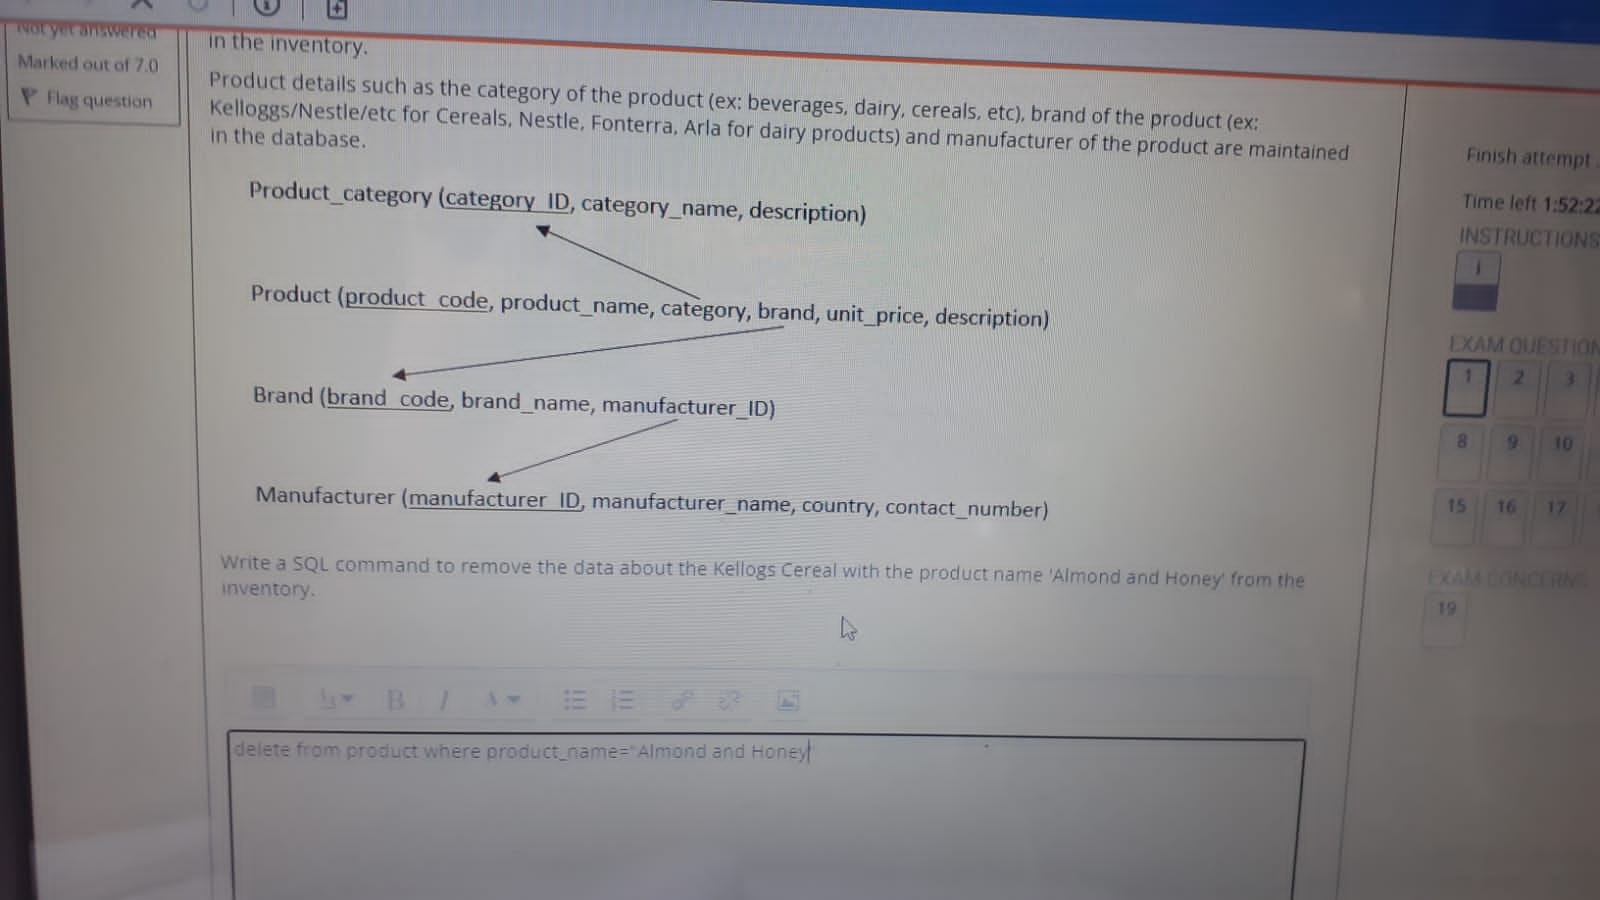 Not yet answered
Marked out of 7.0
Flag question
in the inventory.
Product details such as the category of the product (ex: beverages, dairy, cereals, etc), brand of the product (ex:
Kelloggs/Nestle/etc for Cereals, Nestle, Fonterra, Arla for dairy products) and manufacturer of the product are maintained
in the database.
Product_category (category_ID, category_name, description)
Product (product_code, product_name, category, brand, unit_price, description)
Brand (brand_code, brand_name, manufacturer_ID)
Manufacturer (manufacturer_ID, manufacturer_name, country, contact_number)
Write a SQL command to remove the data about the Kellogs Cereal with the product name 'Almond and Honey' from the
inventory.
B I A
delete from product where product_name="Almond and Honey
Finish attempt
Time left 1:52:22
INSTRUCTIONS
i
EXAM QUESTION
1 2 3
8 9 10
15 16 17
EXAM CONCERNS
19